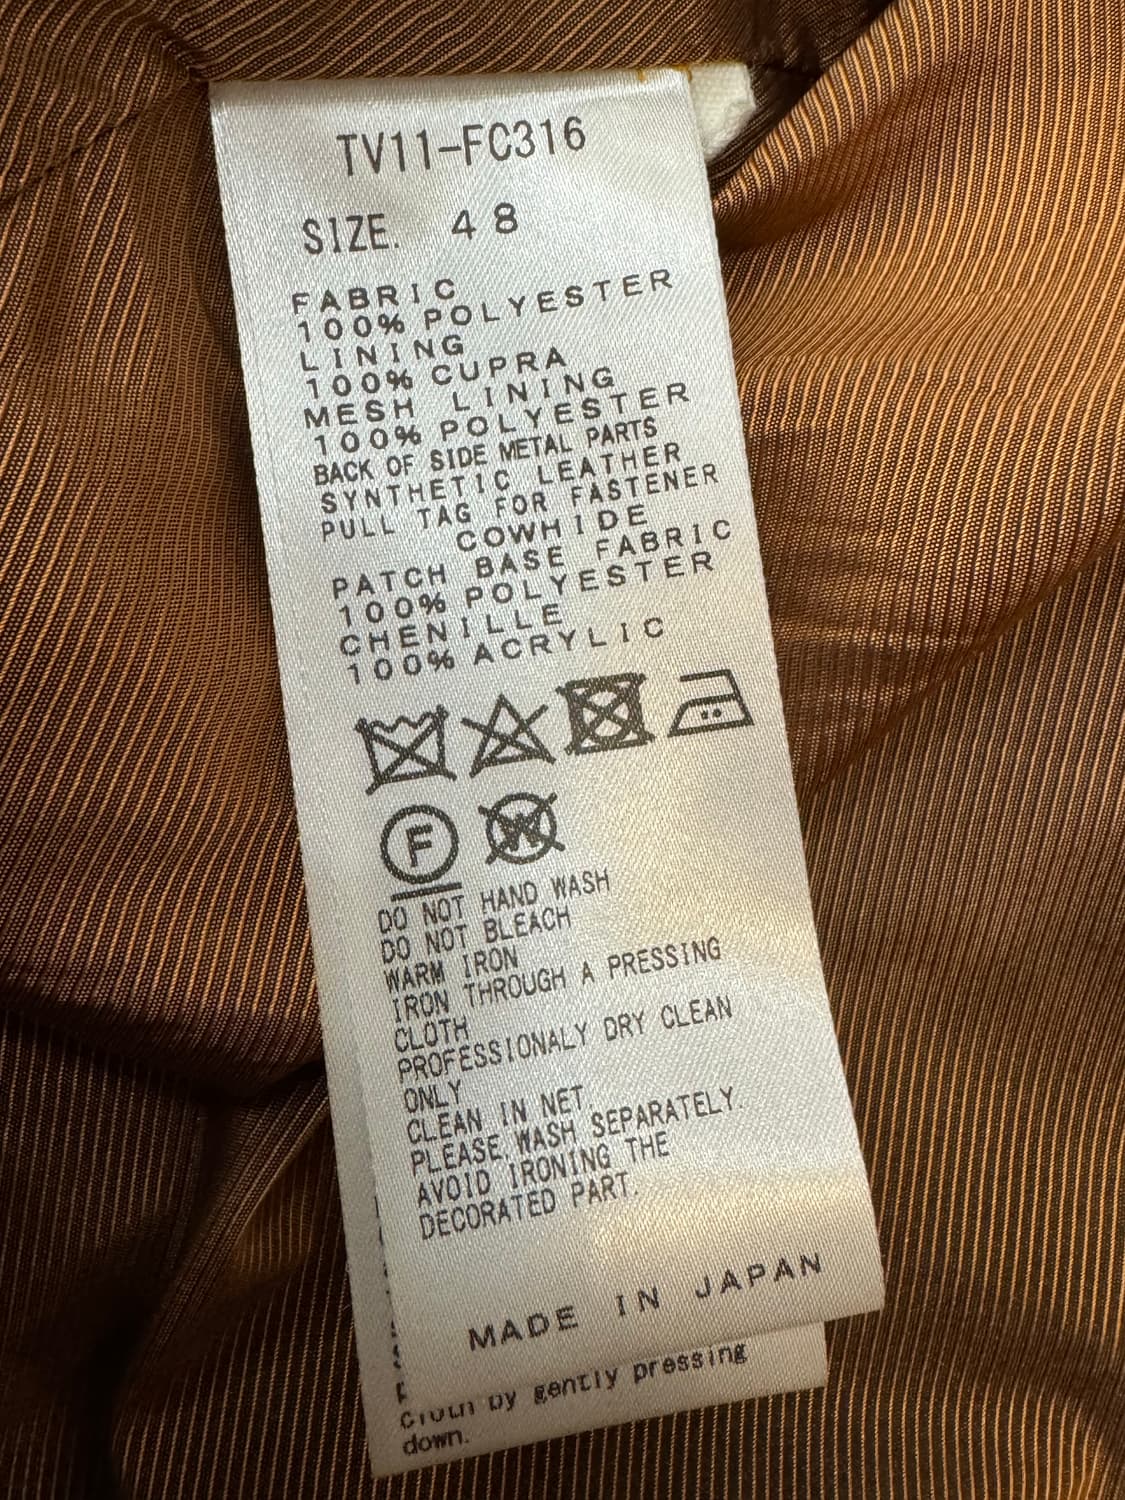 TV11-FC316
SIZE. 48
FABRIC
100% POLYESTER
LINING
100% CUPRA
MESH LINING
100% POLYESTER
BACK OF SIDE METAL PARTS
SYNTHETIC LEATHER
PULL TAG FOR FASTENER
COWHIDE
PATCH BASE FABRIC
100% POLYESTER
CHENILLE
100% ACRYLIC
F W
DO NOT HAND WASH
DO NOT BLEACH
WARM IRON
IRON THROUGH A PRESSING
CLOTH
PROFESSIONALY DRY CLEAN
ONLY
CLEAN IN NET.
PLEASE. WASH SEPARATELY.
AVOID IRONING THE
DECORATED PART.
MADE IN JAPAN
cloth by gently pressing
down.